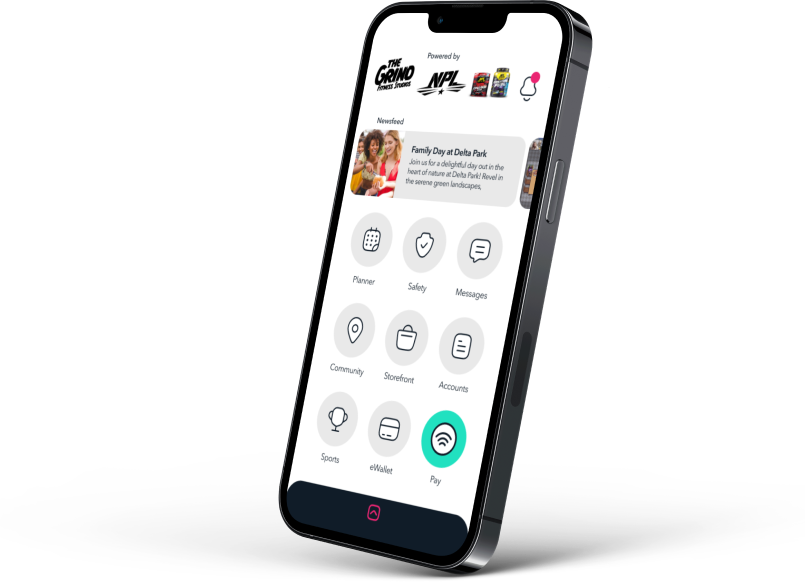 Powered by
THE
GRIND
FITNESS STUDIOS
NPL
Newsfeed
Family Day at Delta Park
Join us for a delightful day out in the
heart of nature at Delta Park! Revel in
the serene green landscapes,
Planner
Safety
Messages
Community
Storefront
Accounts
Sports
eWallet
Pay